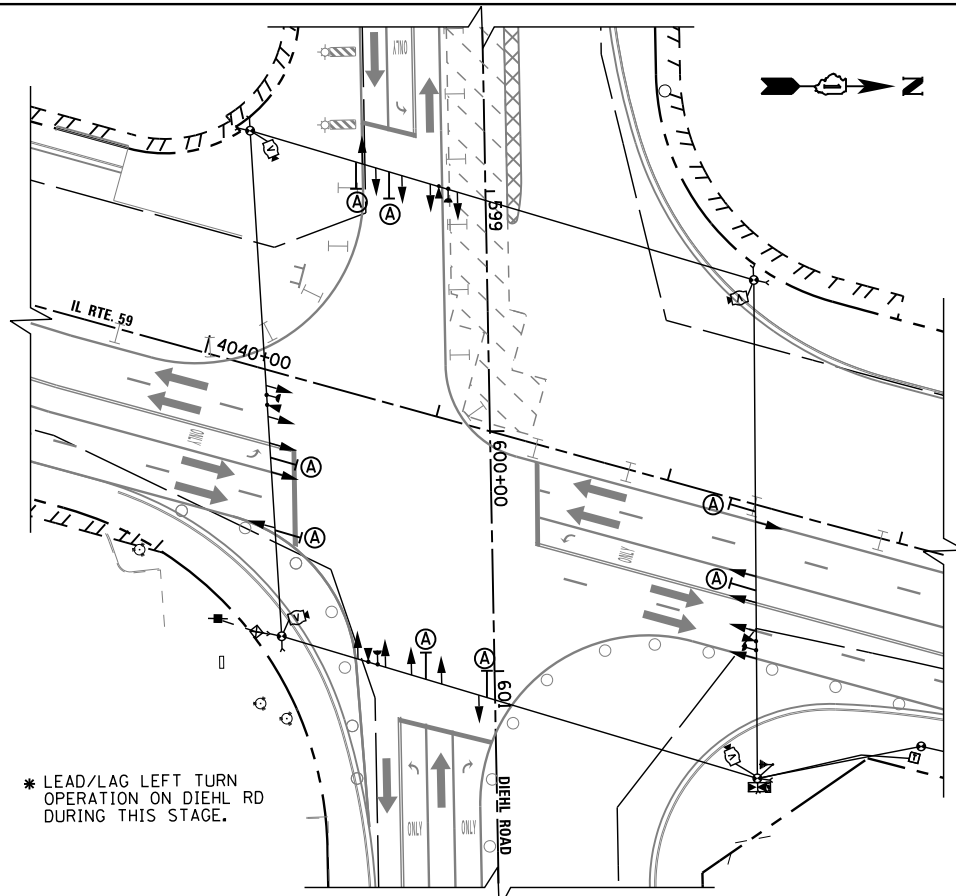 ONLY
N
V
599
A
A
V
IL RTE. 59
4040+00
ONLY
600+00
A
A
A
ONLY
A
V
A
A
601
V
T
DIEHL ROAD
ONLY
ONLY
* LEAD/LAG LEFT TURN
OPERATION ON DIEHL RD
DURING THIS STAGE.